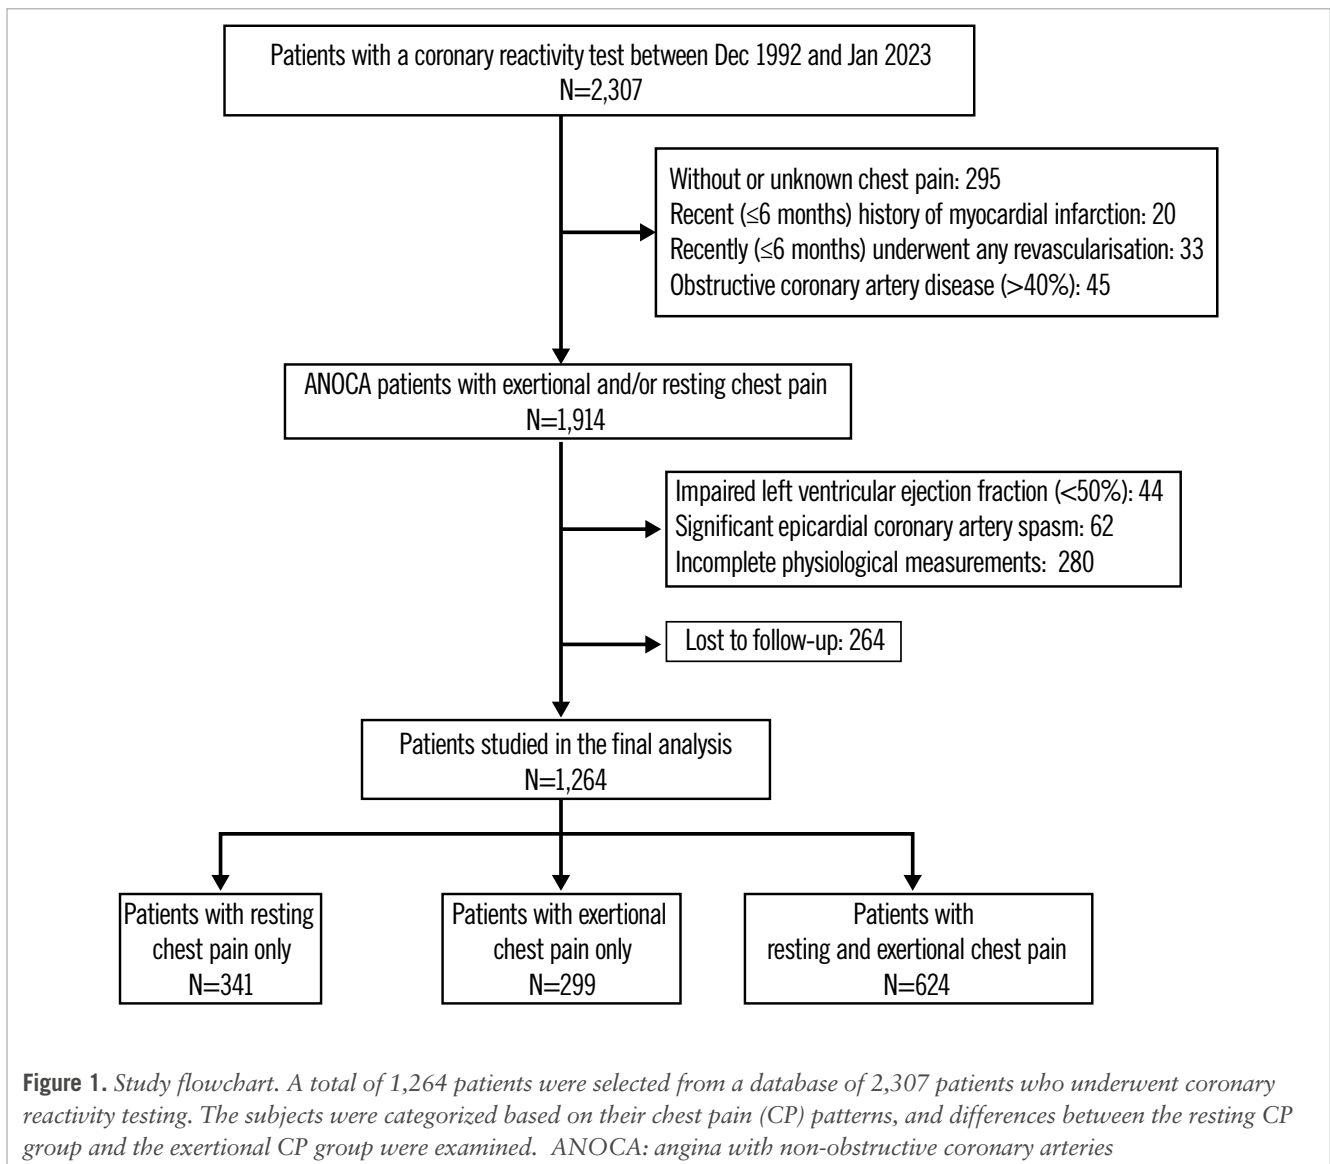 Patients with a coronary reactivity test between Dec 1992 and Jan 2023
N=2,307
Without or unknown chest pain: 295
Recent (≤6 months) history of myocardial infarction: 20
Recently (≤6 months) underwent any revascularisation: 33
Obstructive coronary artery disease (>40%): 45
ANOCA patients with exertional and/or resting chest pain
N=1,914
Impaired left ventricular ejection fraction (<50%): 44
Significant epicardial coronary artery spasm: 62
Incomplete physiological measurements: 280
Lost to follow-up: 264
Patients studied in the final analysis
N=1,264
Patients with resting
chest pain only
N=341
Patients with exertional
chest pain only
N=299
Patients with
resting and exertional chest pain
N=624
Figure 1. Study flowchart. A total of 1,264 patients were selected from a database of 2,307 patients who underwent coronary
reactivity testing. The subjects were categorized based on their chest pain (CP) patterns, and differences between the resting CP
group and the exertional CP group were examined. ANOCA: angina with non-obstructive coronary arteries